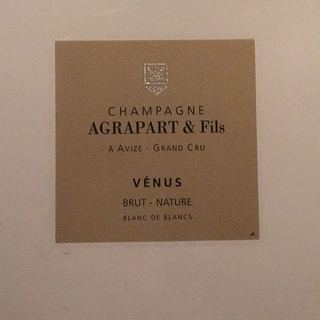 CHAMPAGNE
AGRAPART & Fils
À AVIZE - GRAND CRU
VÉNUS
BRUT - NATURE
BLANC DE BLANCS